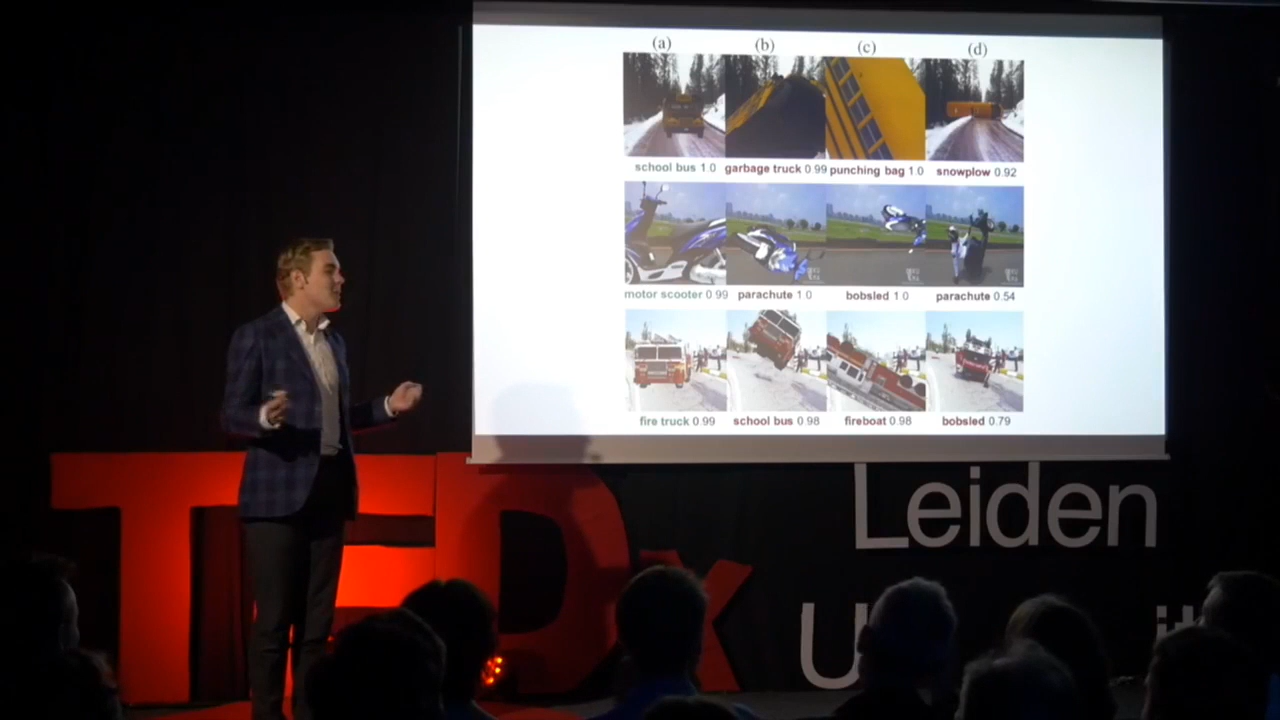 (a) (b) (c) (d)
school bus 1.0 garbage truck 0.99 punching bag 1.0 snowplow 0.92
motor scooter 0.99 parachute 1.0 bobsled 1.0 parachute 0.54
fire truck 0.99 school bus 0.98 fireboat 0.98 bobsled 0.79
TEDx
Leiden